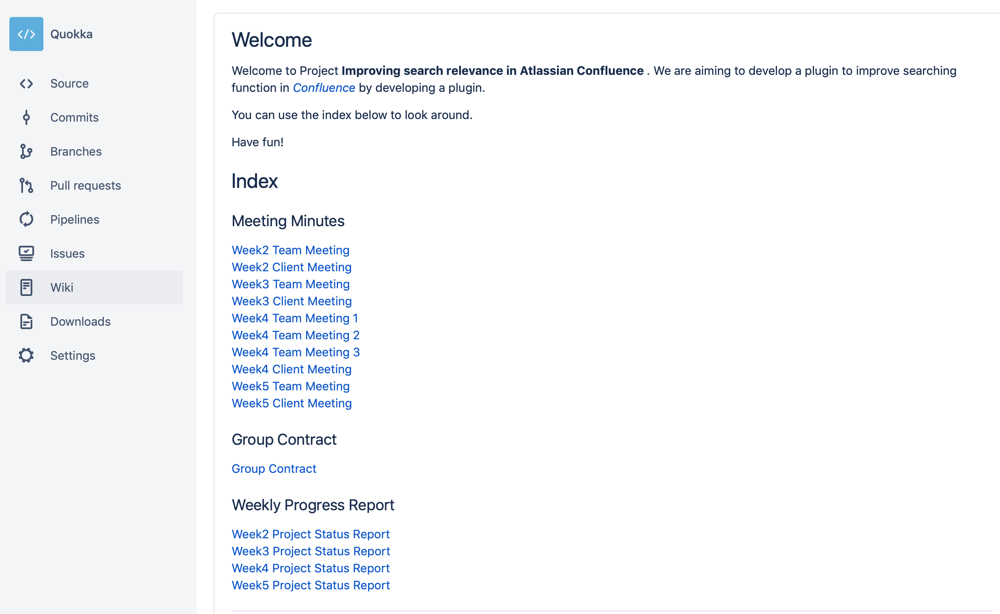 </> Quokka
Source
Commits
Branches
Pull requests
Pipelines
Issues
Wiki
Downloads
Settings
Welcome
Welcome to Project Improving search relevance in Atlassian Confluence . We are aiming to develop a plugin to improve searching
function in Confluence by developing a plugin.
You can use the index below to look around.
Have fun!
Index
Meeting Minutes
Week2 Team Meeting
Week2 Client Meeting
Week3 Team Meeting
Week3 Client Meeting
Week4 Team Meeting 1
Week4 Team Meeting 2
Week4 Team Meeting 3
Week4 Client Meeting
Week5 Team Meeting
Week5 Client Meeting
Group Contract
Group Contract
Weekly Progress Report
Week2 Project Status Report
Week3 Project Status Report
Week4 Project Status Report
Week5 Project Status Report